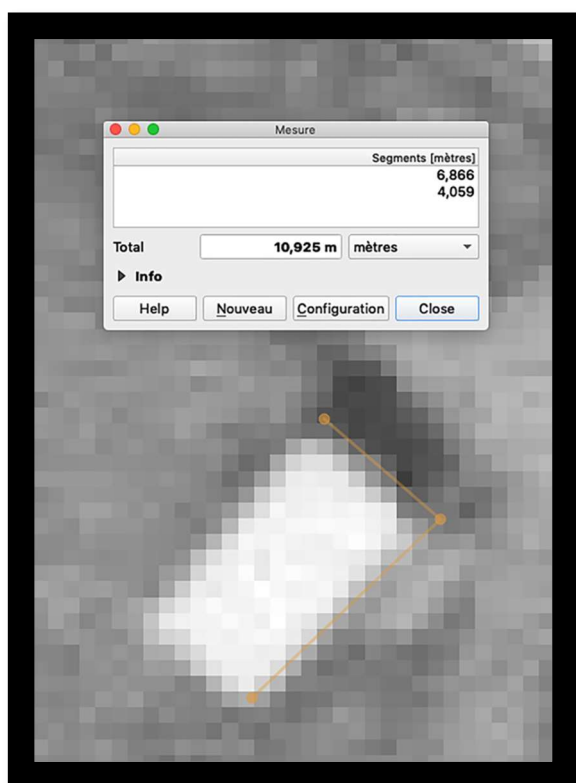 Mesure
Segments [mètres]
6,866
4,059
Total 10,925 m mètres
Info
Help Nouveau Configuration Close